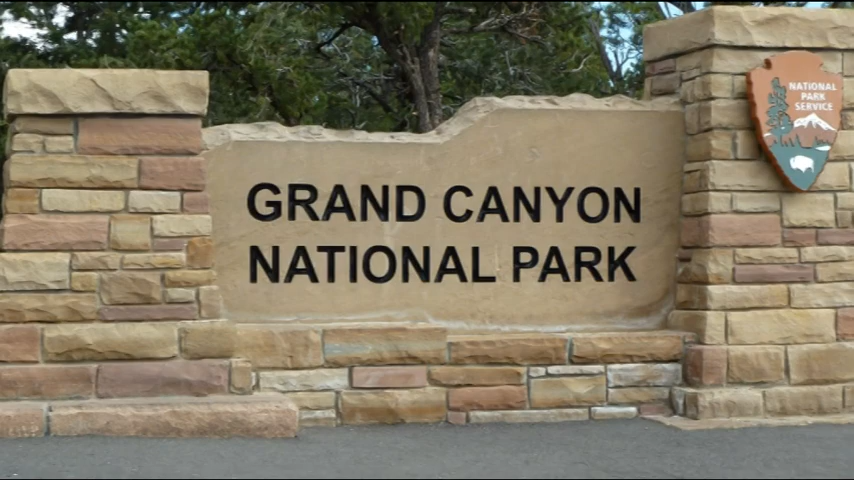 GRAND CANYON
NATIONAL PARK
NATIONAL
PARK
SERVICE